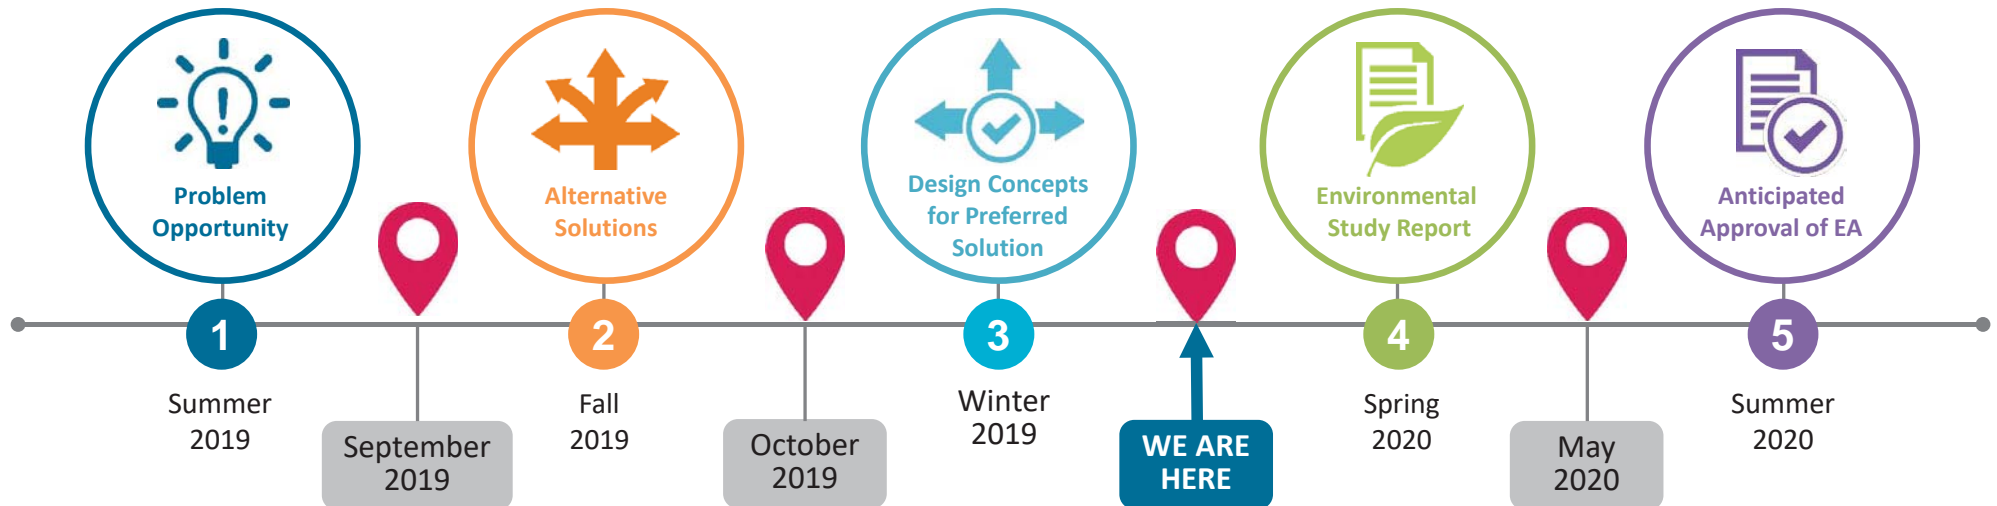 Problem
Opportunity
Alternative
Solutions
Design Concepts
for Preferred
Solution
Environmental
Study Report
Anticipated
Approval of EA
1
2
3
4
5
Summer
2019
September
2019
Fall
2019
October
2019
Winter
2019
WE ARE
HERE
Spring
2020
May
2020
Summer
2020